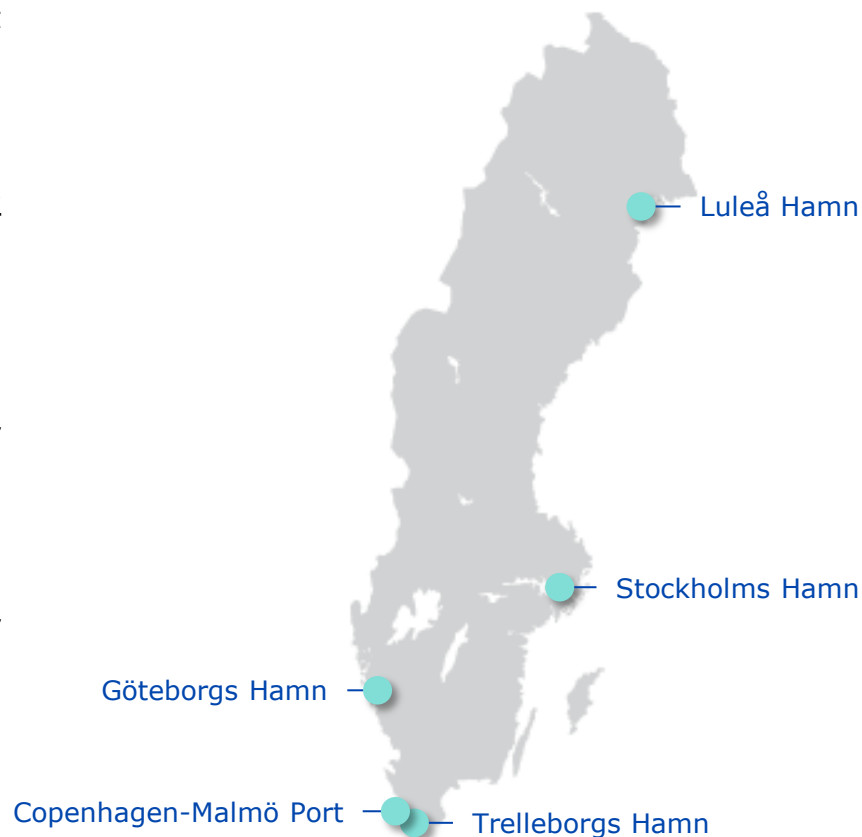 Luleå Hamn
Stockholms Hamn
Göteborgs Hamn
Copenhagen-Malmö Port
Trelleborgs Hamn